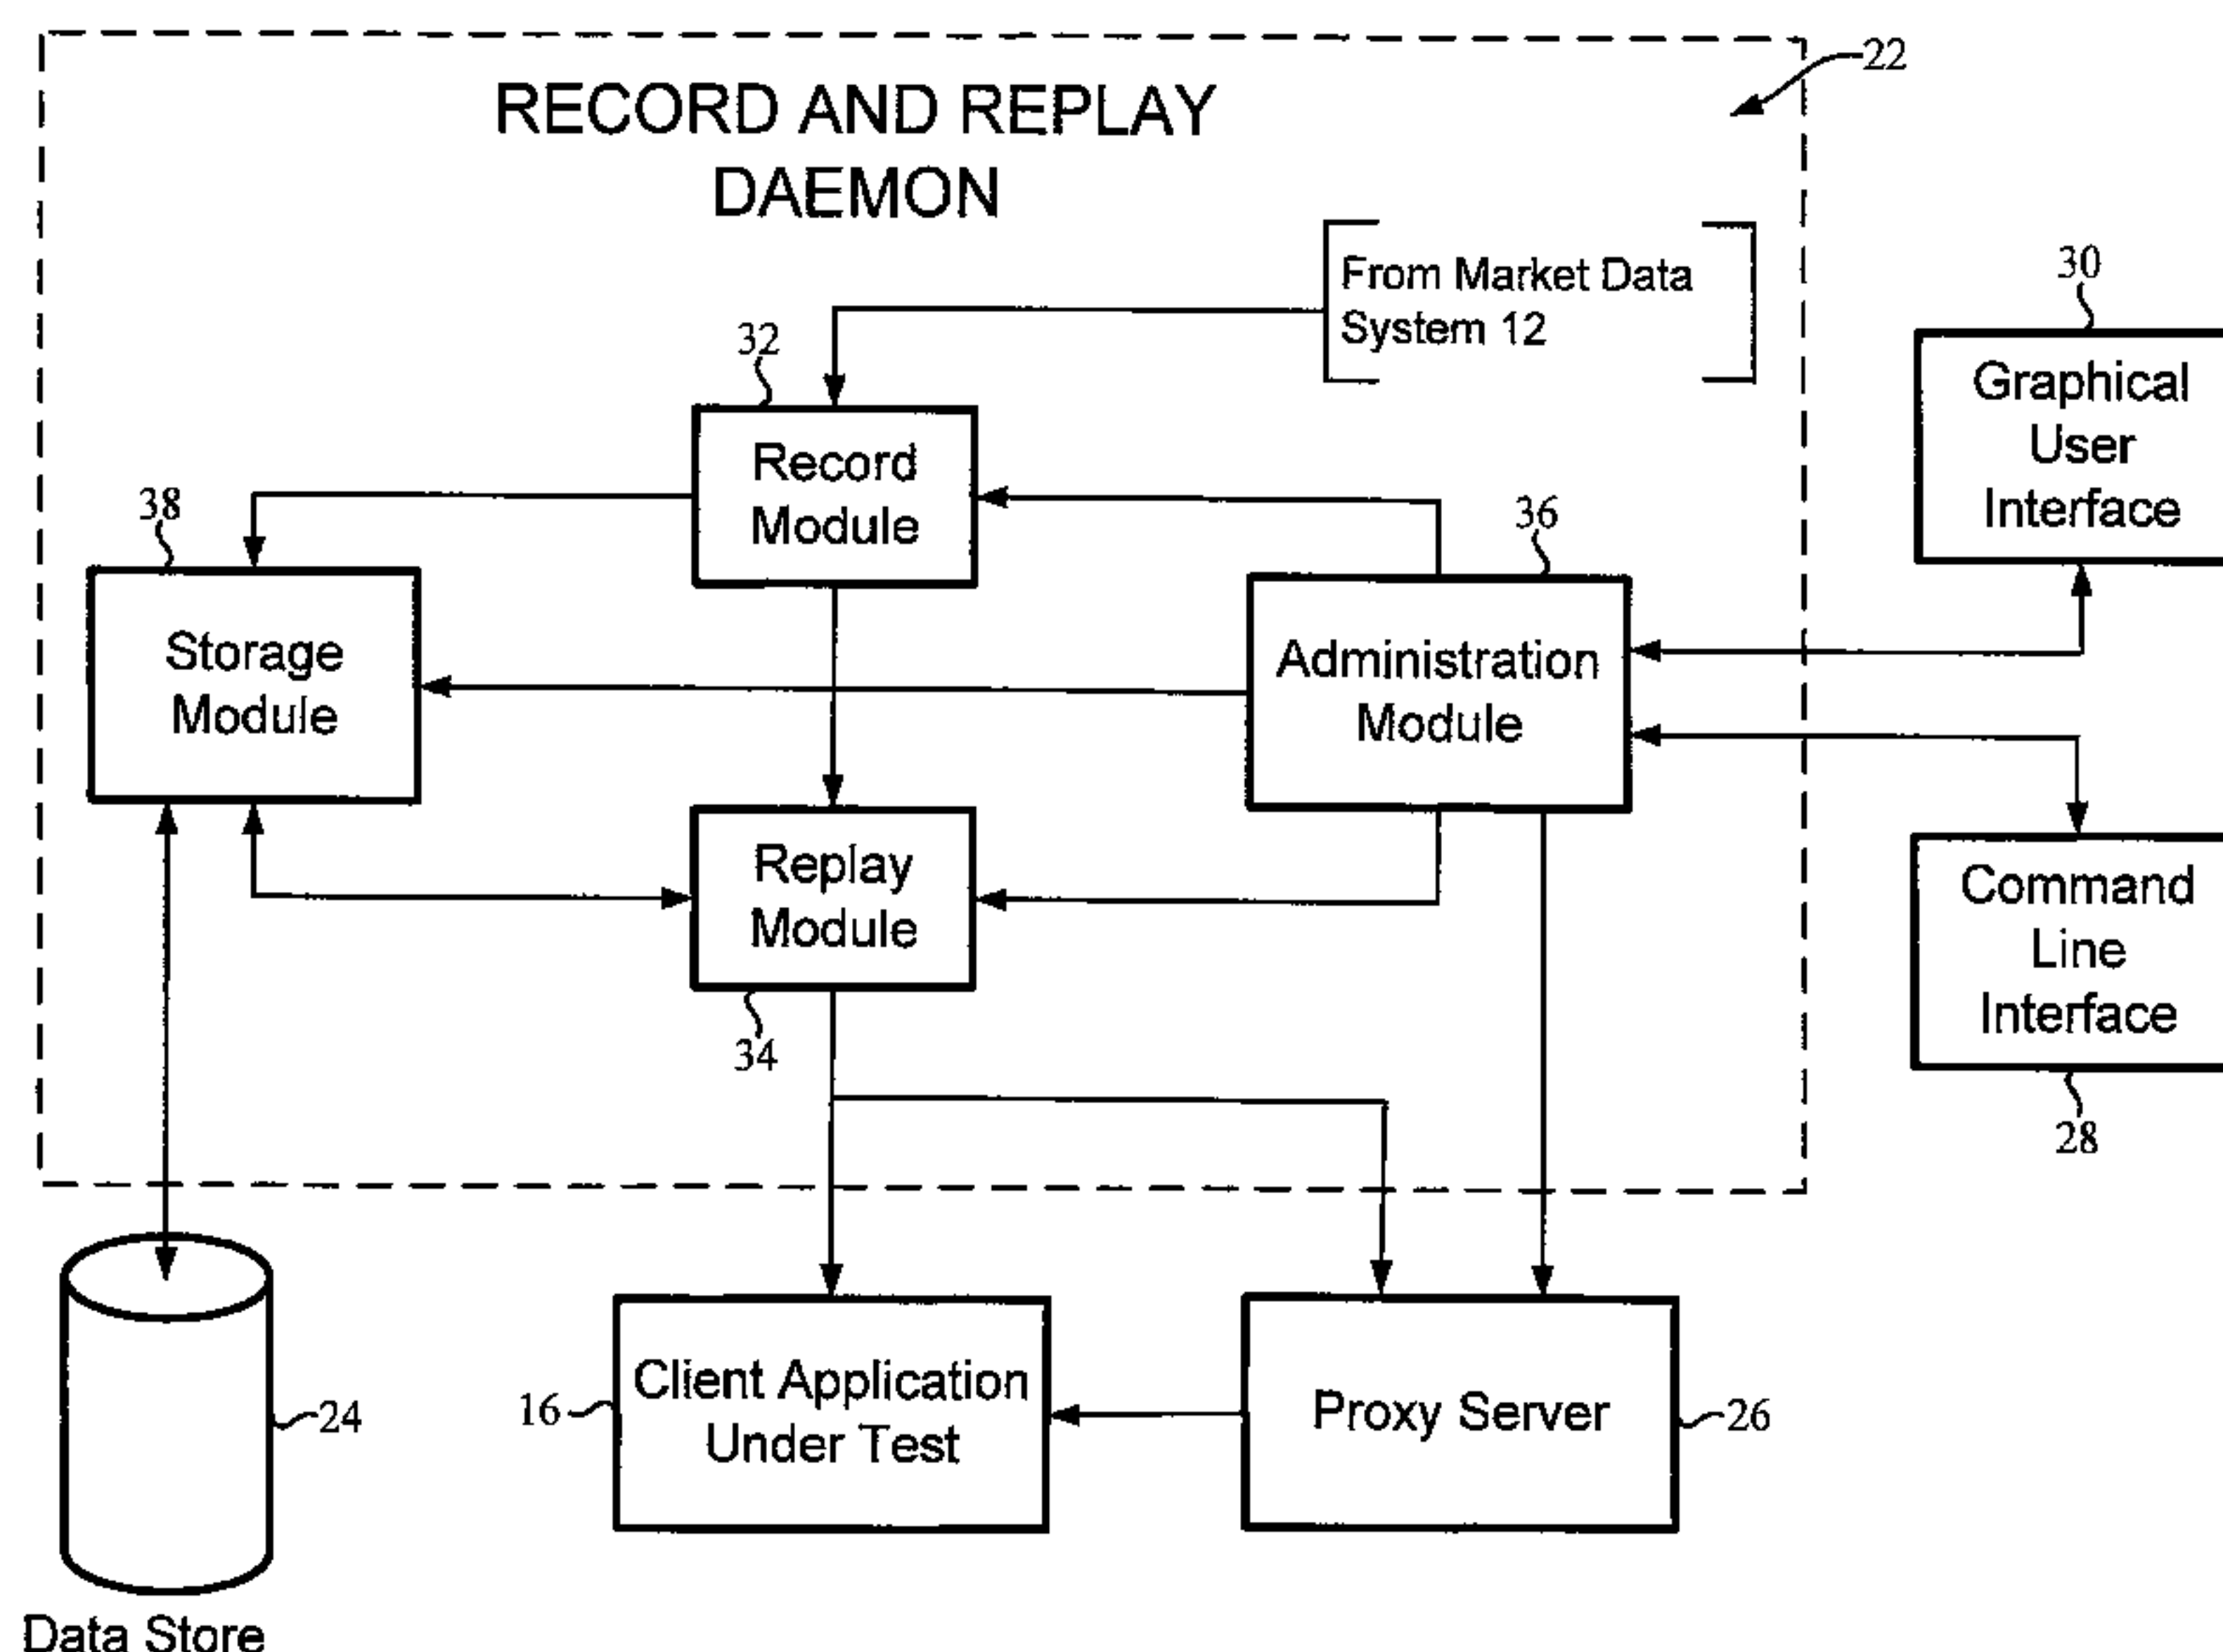 22
RECORD AND REPLAY
DAEMON
From Market Data
System 12
30
Graphical
User
Interface
32
Record
Module
38
36
Storage
Module
Administration
Module
Replay
Module
34
Command
Line
Interface
28
Client Application
Under Test
16
Proxy Server
26
24
Data Store